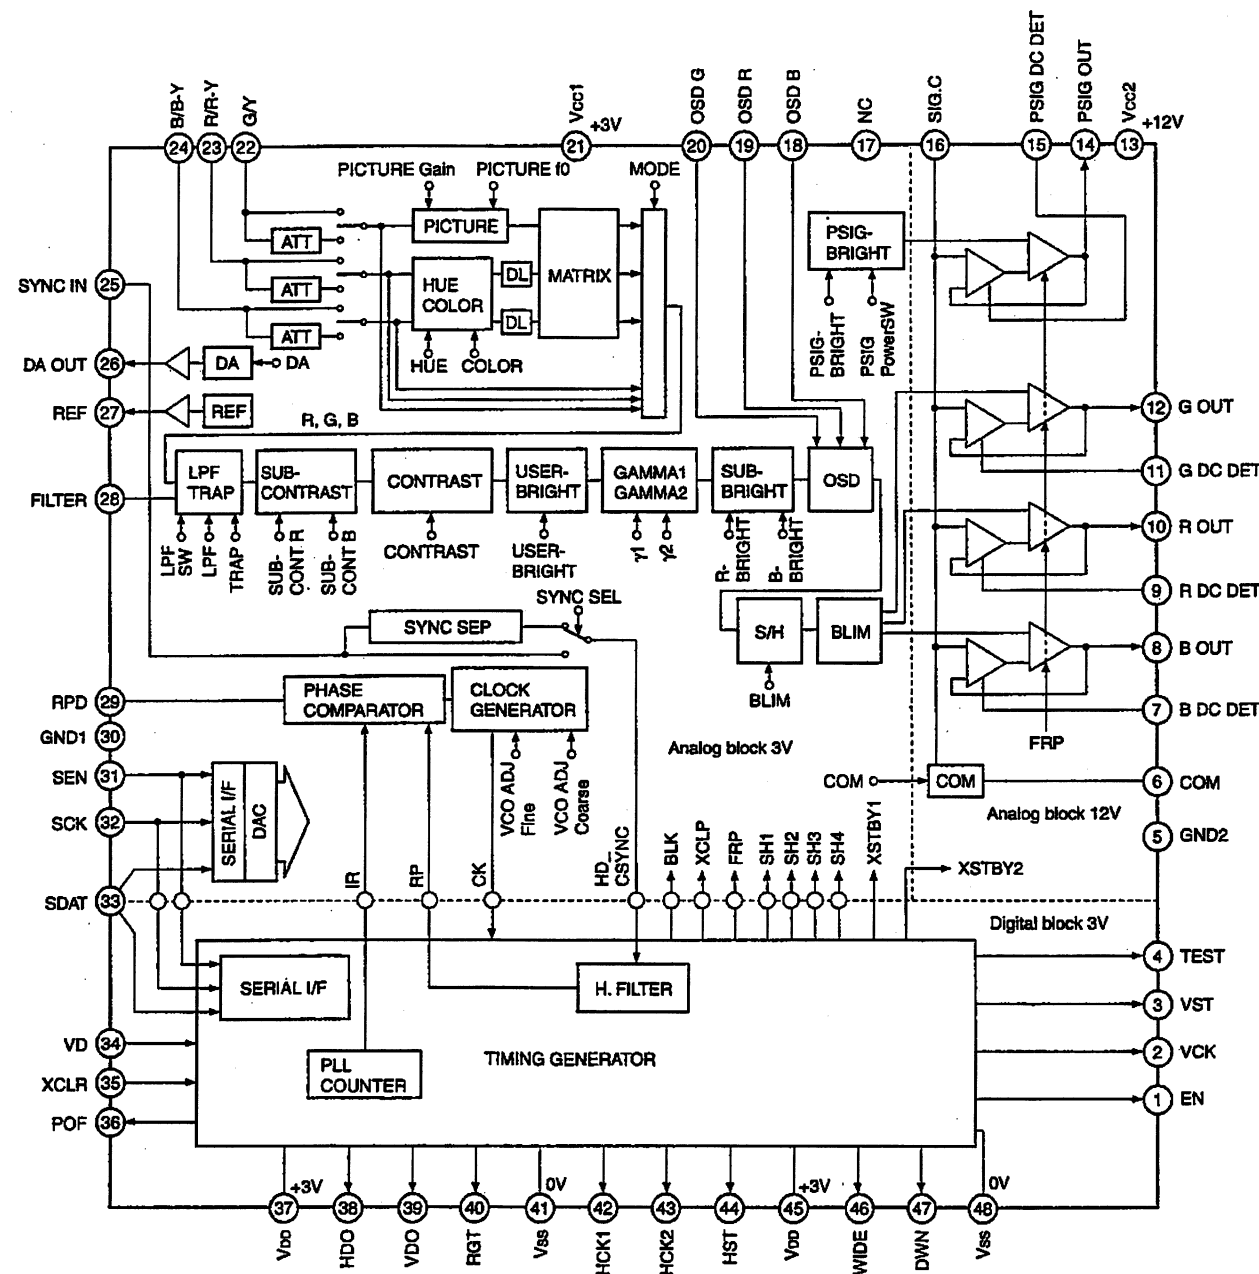 B/B-Y
R/R-Y
G/Y
Vcc1
+3V
OSD G
OSD R
OSD B
NC
SIG.C
PSIG DC DET
PSIG OUT
Vcc2
+12V
24
23
22
21
20
19
18
17
16
15
14
13
PICTURE Gain
PICTURE f0
MODE
ATT
PICTURE
MATRIX
PSIG-
BRIGHT
SYNC IN
25
ATT
HUE
COLOR
DL
DL
ATT
HUE
COLOR
PSIG-
BRIGHT
PSIG
PowerSW
DA OUT
26
DA
DA
REF
27
REF
R, G, B
12
G OUT
FILTER
28
LPF
TRAP
SUB-
CONTRAST
CONTRAST
USER-
BRIGHT
GAMMA1
GAMMA2
SUB-
BRIGHT
OSD
11
G DC DET
10
R OUT
LPF
SW
LPF
TRAP
SUB-
CONT R
SUB-
CONT B
CONTRAST
USER-
BRIGHT
γ1
γ2
R-
BRIGHT
B-
BRIGHT
9
R DC DET
SYNC SEL
SYNC SEP
S/H
BLIM
8
B OUT
BLIM
RPD
29
PHASE
COMPARATOR
CLOCK
GENERATOR
7
B DC DET
GND1
30
FRP
Analog block 3V
SEN
31
SERIAL I/F
DAC
VCO ADJ
Fine
VCO ADJ
Coarse
COM
COM
6
COM
SCK
32
Analog block 12V
5
GND2
IR
RP
CK
HD_
CSYNC
BLK
XCLP
FRP
SH1
SH2
SH3
SH4
XSTBY1
XSTBY2
SDAT
33
Digital block 3V
SERIAL I/F
H. FILTER
4
TEST
3
VST
VD
34
PLL
COUNTER
TIMING GENERATOR
2
VCK
XCLR
35
1
EN
POF
36
+3V
0V
+3V
0V
37
38
39
40
41
42
43
44
45
46
47
48
VDD
HDO
VDO
RGT
VSS
HCK1
HCK2
HST
VDD
WIDE
DWN
VSS